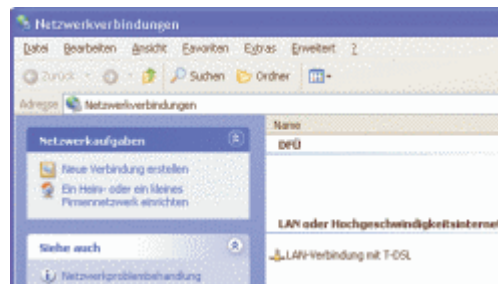 Netzwerkverbindungen
Datei Bearbeiten Ansicht Favoriten Extras Erweitert ?
Zurück Suchen Ordner
Adresse Netzwerkverbindungen
Name
Netzwerkaufgaben
DFÜ
Neue Verbindung erstellen
Ein Heim- oder ein kleines
Firmennetzwerk einrichten
LAN oder Hochgeschwindigkeitsinternet
Siehe auch
LAN-Verbindung mit T-DSL
Netzwerkproblembehandlung